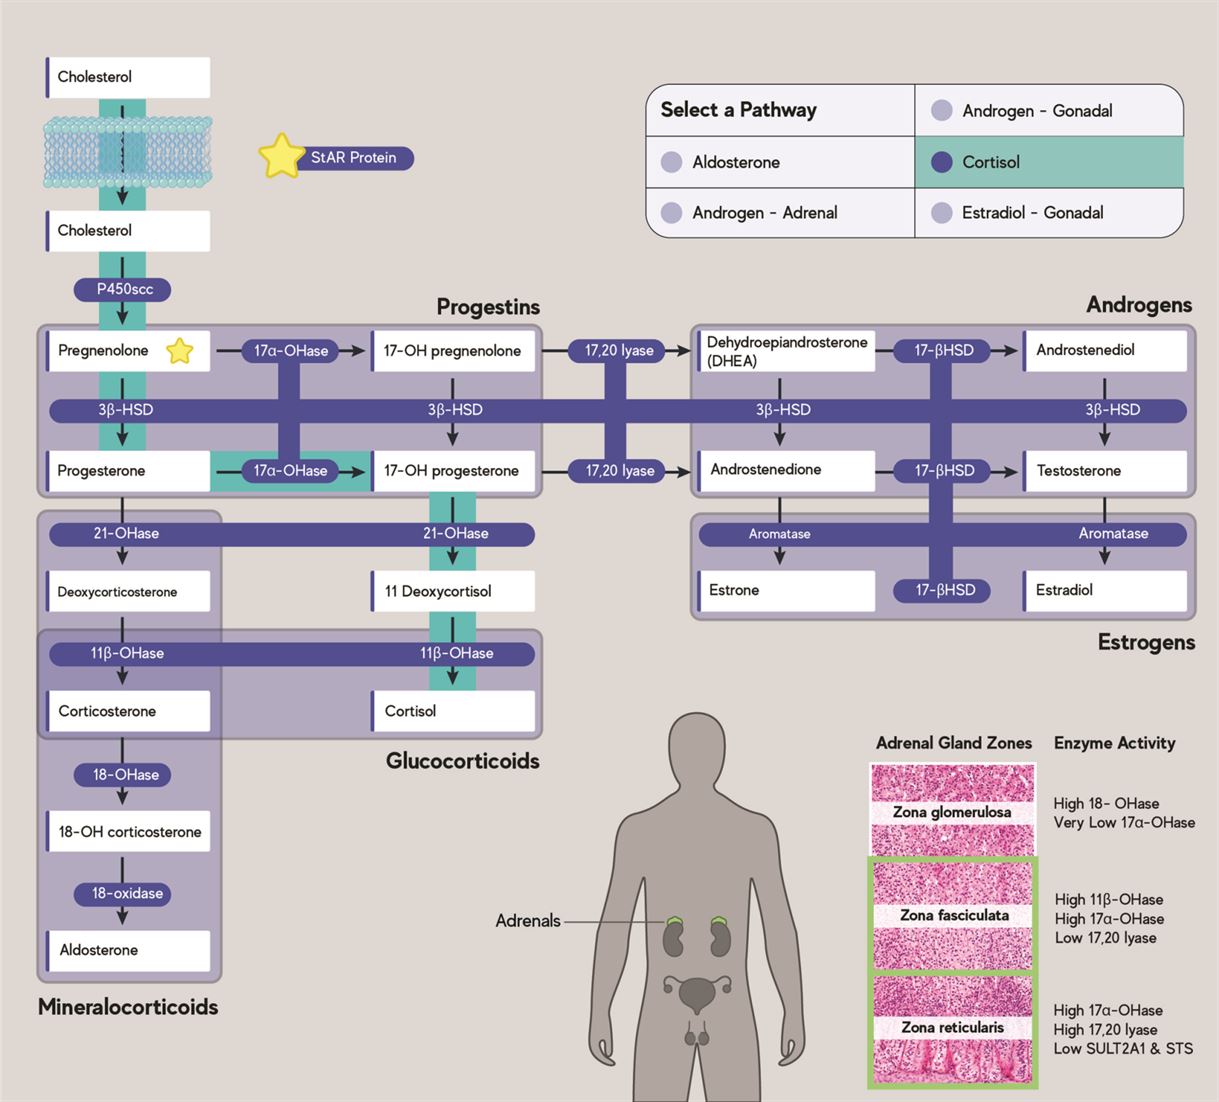 Cholesterol
StAR Protein
Select a Pathway
Androgen - Gonadal
Aldosterone
Cortisol
Androgen - Adrenal
Estradiol - Gonadal
Cholesterol
P450scc
Progestins
Androgens
Pregnenolone
17α-OHase
17-OH pregnenolone
17,20 lyase
Dehydroepiandrosterone
(DHEA)
17-βHSD
Androstenediol
3β-HSD
3β-HSD
3β-HSD
3β-HSD
Progesterone
17α-OHase
17-OH progesterone
17,20 lyase
Androstenedione
17-βHSD
Testosterone
21-OHase
21-OHase
Aromatase
Aromatase
Deoxycorticosterone
11 Deoxycortisol
Estrone
17-βHSD
Estradiol
Estrogens
11β-OHase
11β-OHase
Corticosterone
Cortisol
Glucocorticoids
18-OHase
18-OH corticosterone
18-oxidase
Aldosterone
Mineralocorticoids
Adrenals
Adrenal Gland Zones
Enzyme Activity
Zona glomerulosa
High 18- OHase
Very Low 17α-OHase
Zona fasciculata
High 11β-OHase
High 17α-OHase
Low 17,20 lyase
Zona reticularis
High 17α-OHase
High 17,20 lyase
Low SULT2A1 & STS